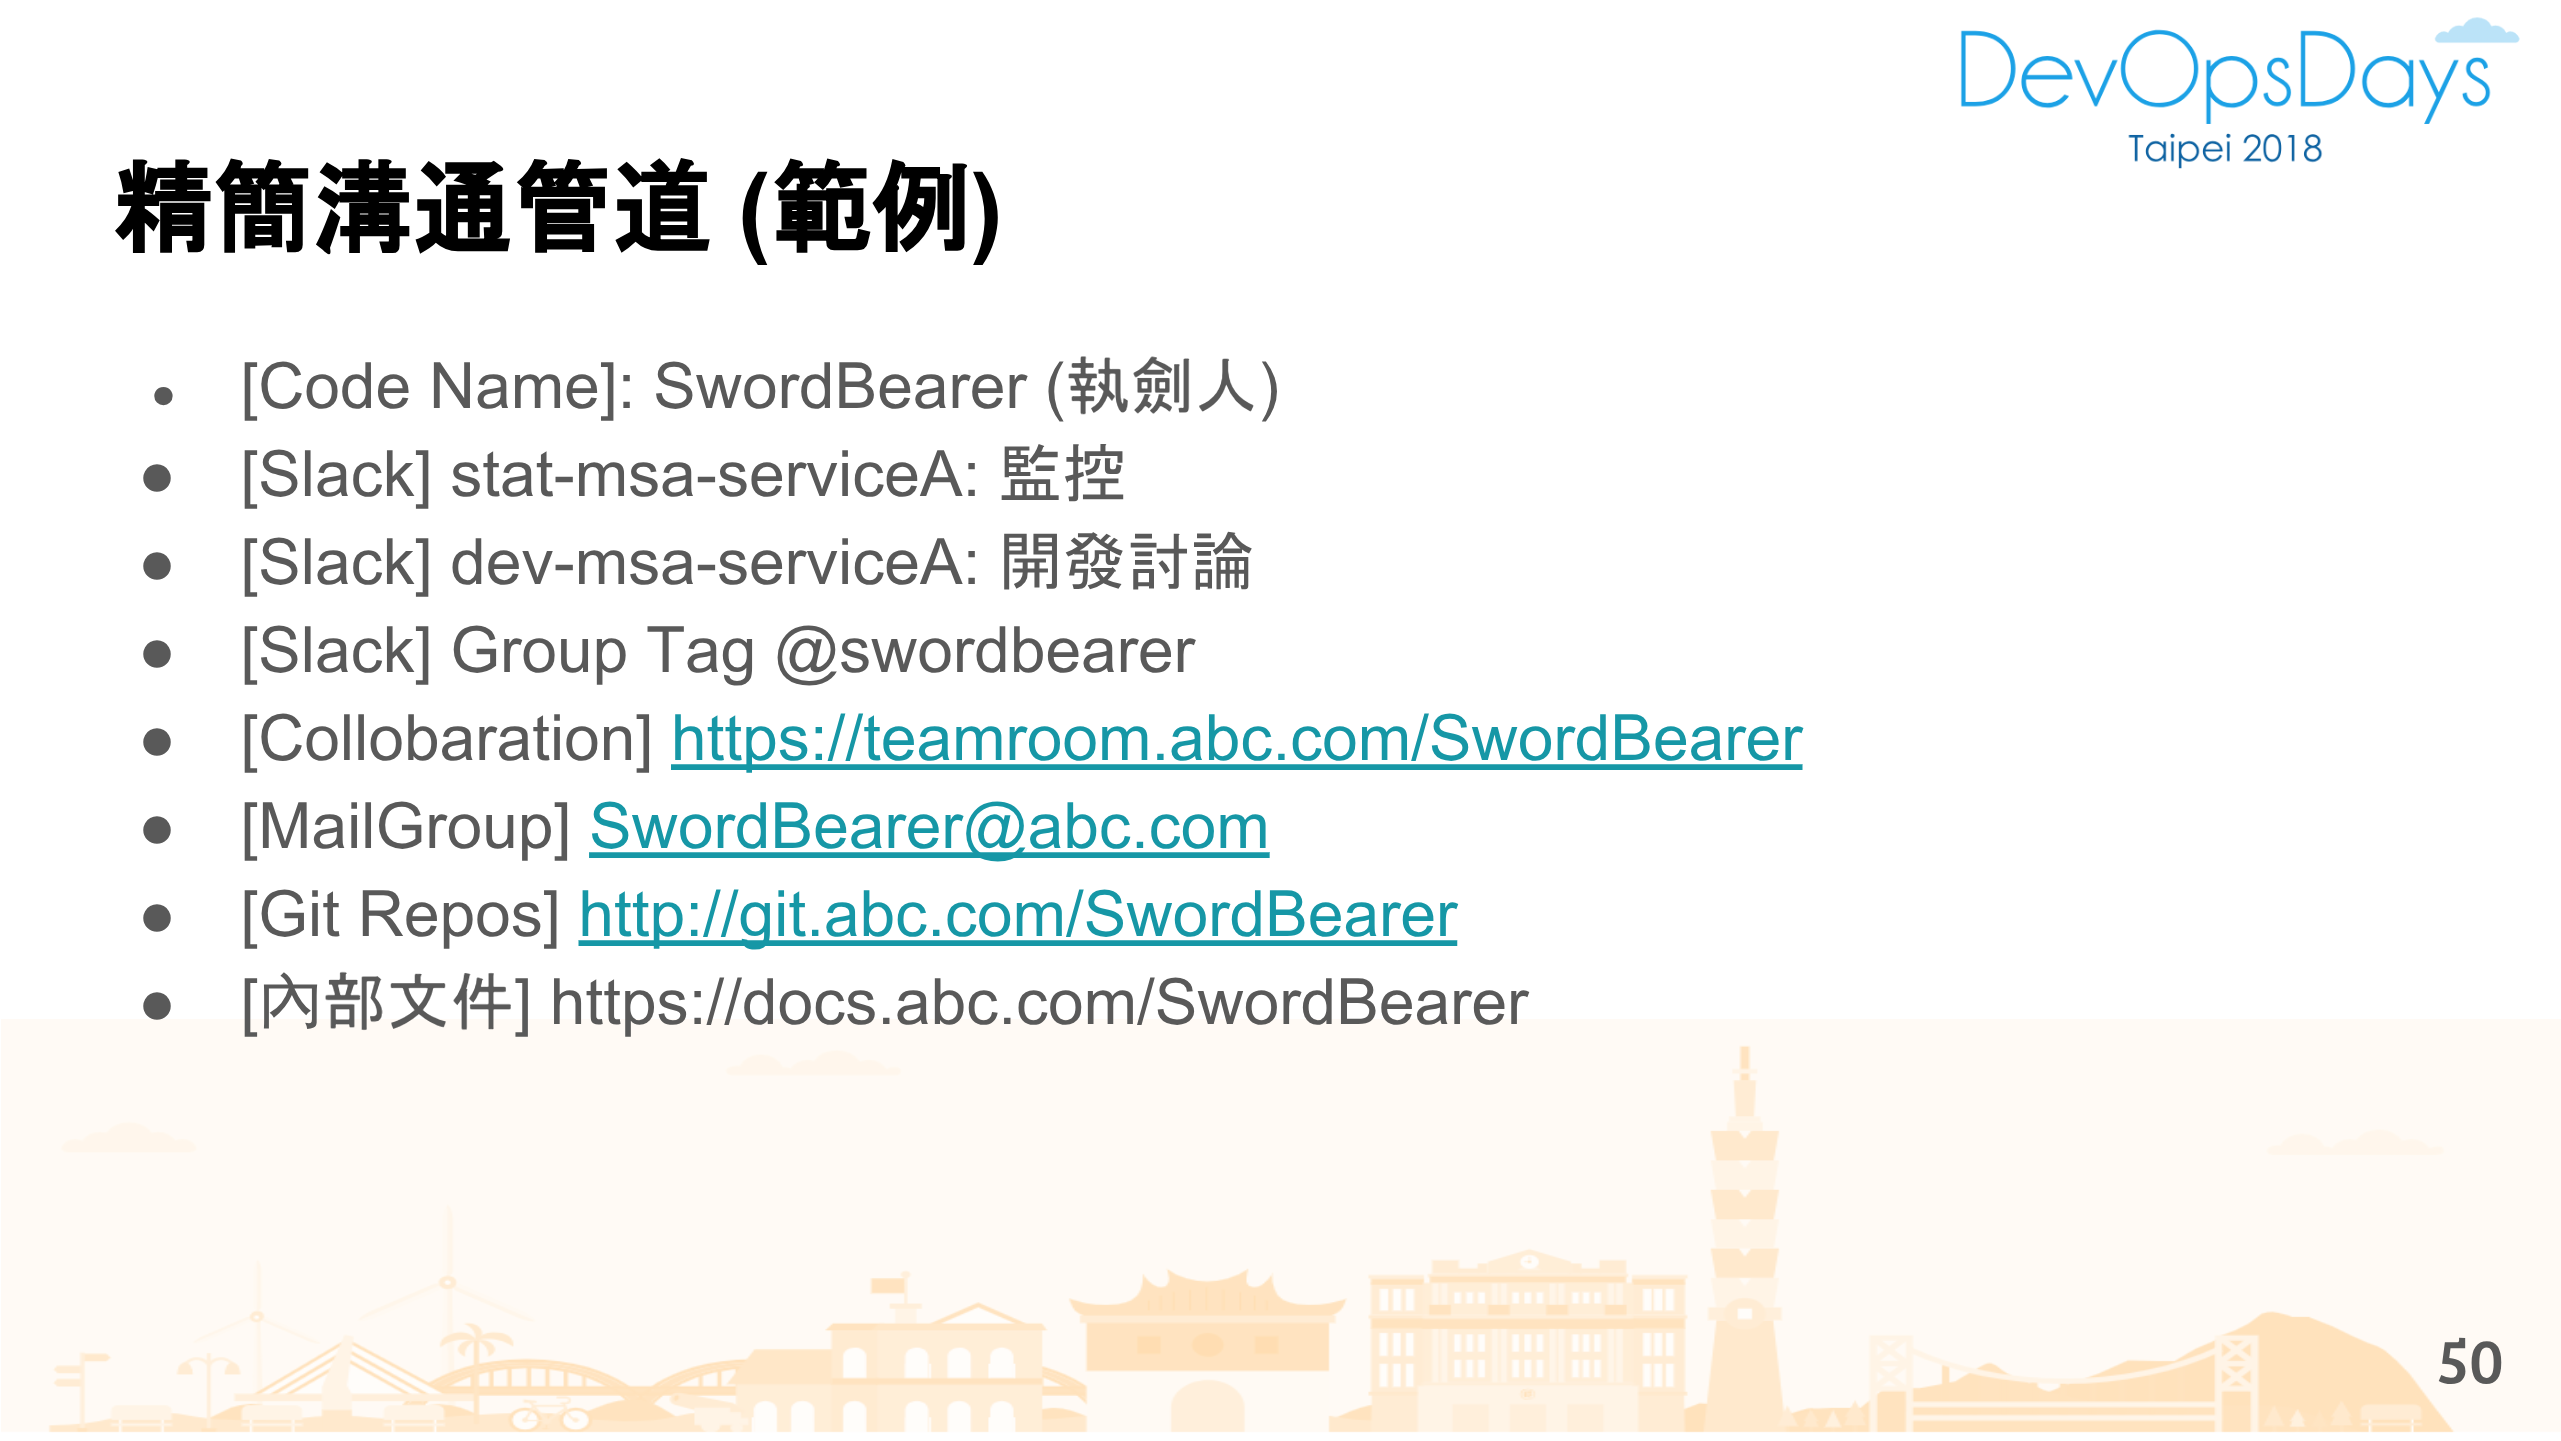 DevOpsDays
Taipei 2018
精簡溝通管道 (範例)
● [Code Name]: SwordBearer (執劍人)
● [Slack] stat-msa-serviceA: 監控
● [Slack] dev-msa-serviceA: 開發討論
● [Slack] Group Tag @swordbearer
● [Collobaration] https://teamroom.abc.com/SwordBearer
● [MailGroup] SwordBearer@abc.com
● [Git Repos] http://git.abc.com/SwordBearer
● [內部文件] https://docs.abc.com/SwordBearer
50